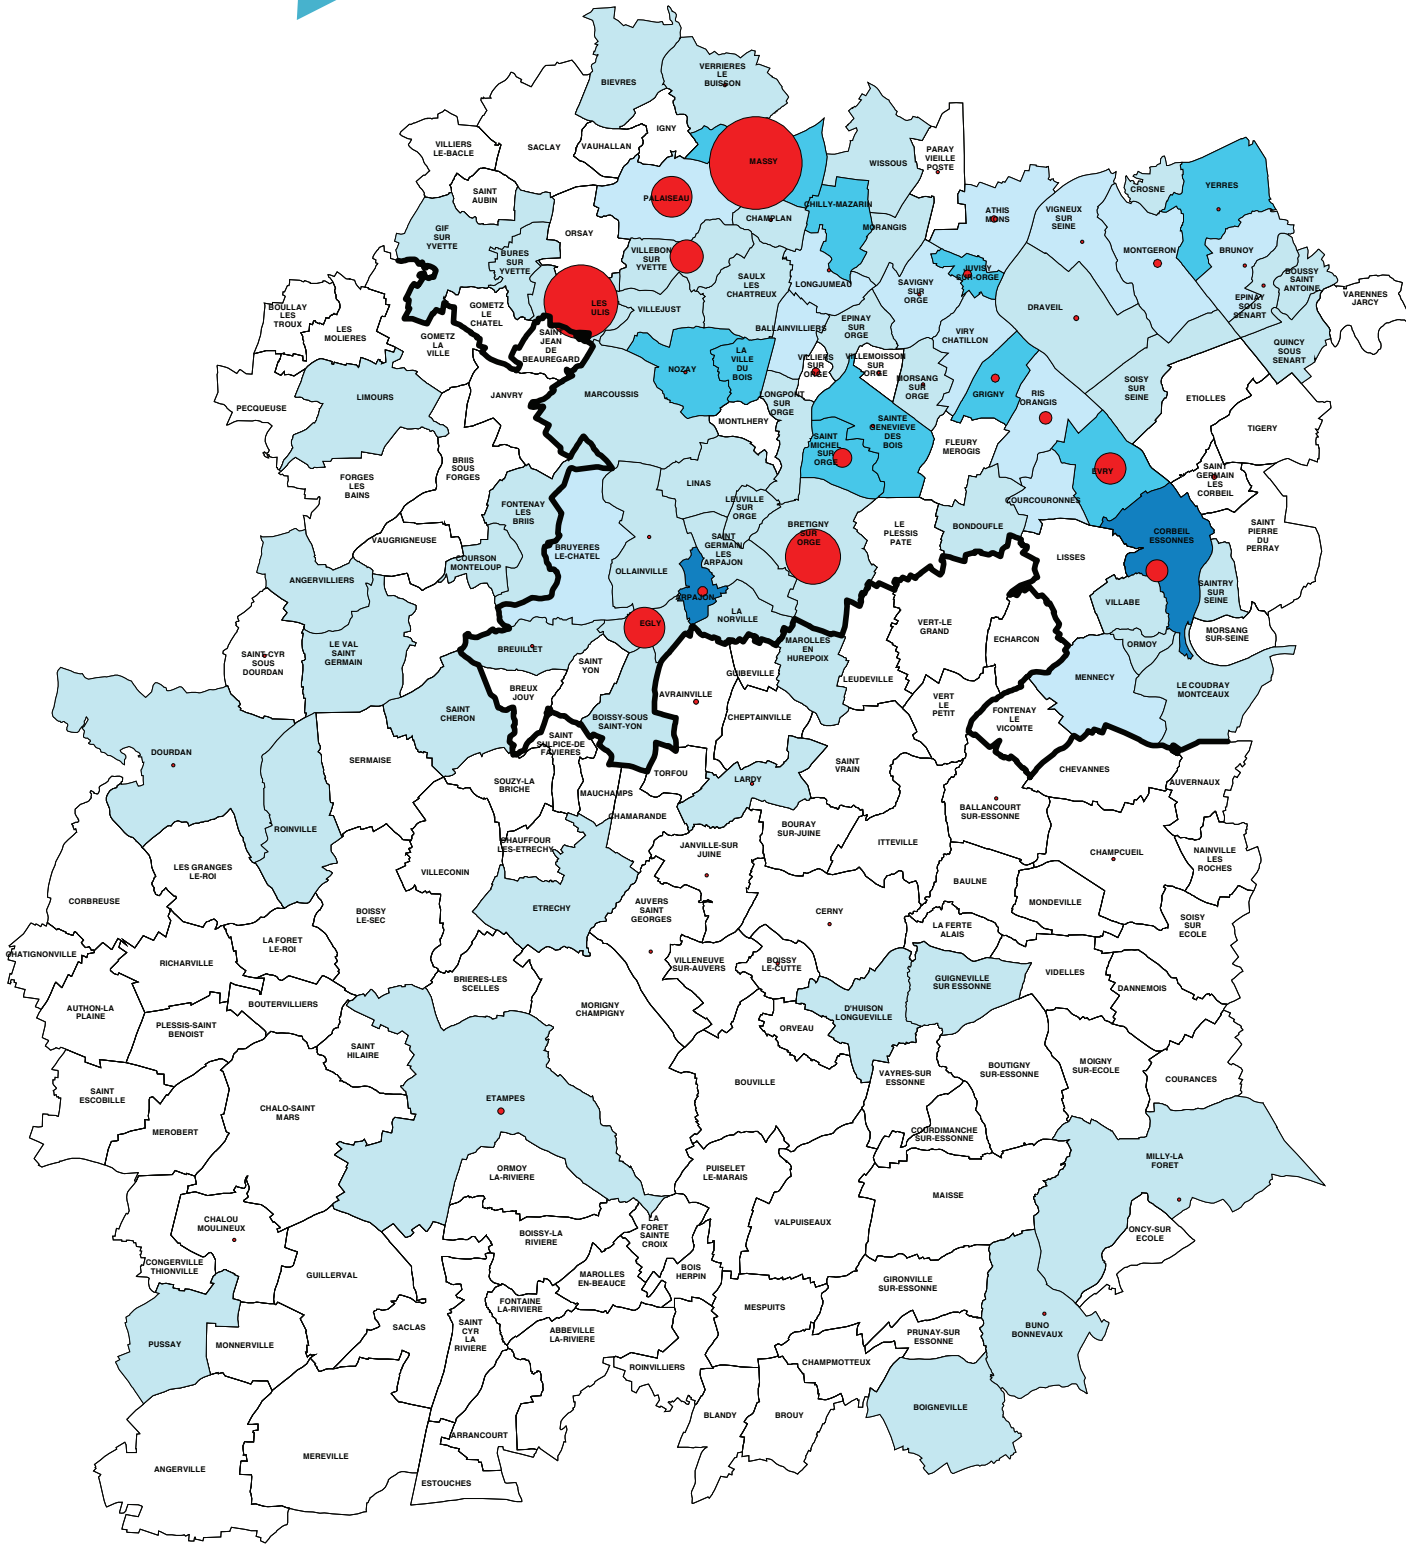 BIEVRES
VERRIERES
LE
BUISSON
IGNY
VILLIERS
LE-BACLE
SACLAY
VAUHALLAN
MASSY
WISSOUS
PARAY
VIEILLE
POSTE
CROSNE
YERRES
SAINT
AUBIN
PALAISEAU
CHILLY-MAZARIN
CHAMPLAN
MORANGIS
ATHIS
MONS
VIGNEUX
SUR
SEINE
MONTGERON
BRUNOY
GIF
SUR
YVETTE
ORSAY
BURES
SUR
YVETTE
VILLEBON
SUR
YVETTE
SAULX
LES
CHARTREUX
LONGJUMEAU
SAVIGNY
SUR
ORGE
JUVISY
SUR-ORGE
DRAVEIL
EPINAY
SOUS
SENART
BOUSSY
SAINT
ANTOINE
VARENNES
JARCY
QUINCY
SOUS
SENART
BOULLAY
LES
TROUX
LES
MOLIERES
GOMETZ
LA
VILLE
GOMETZ
LE
CHATEL
LES
ULIS
SAINT
JEAN
DE
BEAUREGARD
VILLEJUST
BALLAINVILLIERS
EPINAY
SUR
ORGE
VIRY
CHATILLON
NOZAY
LA
VILLE
DU
BOIS
VILLIERS
SUR
ORGE
VILLEMOISSON
SUR
ORGE
MORSANG
SUR
ORGE
GRIGNY
RIS
ORANGIS
SOISY
SUR
SEINE
ETIOLLES
TIGERY
PECQUEUSE
LIMOURS
JANVRY
MARCOUSSIS
LONGPONT
SUR
ORGE
MONTLHERY
SAINT
MICHEL
SUR
ORGE
SAINTE
GENEVIEVE
DES
BOIS
FLEURY
MEROGIS
EVRY
SAINT
GERMAIN
LES
CORBEIL
FORGES
LES
BAINS
BRIIS
SOUS
FORGES
FONTENAY
LES
BRIIS
LINAS
LEUVILLE
SUR
ORGE
BRETIGNY
SUR
ORGE
LE
PLESSIS
PATE
BONDOUFLE
COURCOURONNES
LISSES
CORBEIL
ESSONNES
SAINT
PIERRE
DU
PERRAY
VAUGRIGNEUSE
COURSON
MONTELOUP
BRUYERES
LE-CHATEL
OLLAINVILLE
SAINT
GERMAIN
LES
ARPAJON
ARPAJON
LA
NORVILLE
ANGERVILLIERS
VILLABE
SAINTRY
SUR
SEINE
MORSANG
SUR-SEINE
SAINT-CYR
SOUS
DOURDAN
LE VAL
SAINT
GERMAIN
BREUILLET
EGLY
SAINT
YON
BREUX
JOUY
BOISSY-SOUS
SAINT-YON
AVRAINVILLE
GUIBEVILLE
CHEPTAINVILLE
MAROLLES
EN
HUREPOIX
LEUDEVILLE
VERT-LE
GRAND
ECHARCON
VERT
LE
PETIT
FONTENAY
LE
VICOMTE
MENNECY
ORMOY
LE COUDRAY
MONTCEAUX
DOURDAN
ROINVILLE
SERMAISE
SAINT
CHERON
SAINT
SULPICE-DE
FAVIERES
SOUZY-LA
BRICHE
MAUCHAMPS
CHAMARANDE
TORFOU
LARDY
SAINT
VRAIN
BOURAY
SUR-JUINE
ITTEVILLE
BALLANCOURT
SUR-ESSONNE
CHEVANNES
AUVERNAUX
CHAMPCUEIL
NAINVILLE
LES
ROCHES
CORBREUSE
LES GRANGES
LE-ROI
VILLECONIN
CHAUFFOUR
LES-ETRECHY
ETRECHY
JANVILLE-SUR
JUINE
AUVERS
SAINT
GEORGES
CERNY
BAULNE
MONDEVILLE
SOISY
SUR
ECOLE
CHATIGNONVILLE
RICHARVILLE
LA FORET
LE-ROI
BOISSY
LE-SEC
BRIERES-LES
SCELLES
VILLENEUVE
SUR-AUVERS
BOISSY
LE-CUTTE
LA FERTE
ALAIS
GUIGNEVILLE
SUR ESSONNE
VIDELLES
DANNEMOIS
AUTHON-LA
PLAINE
PLESSIS-SAINT
BENOIST
BOUTERVILLIERS
SAINT
HILAIRE
MORIGNY
CHAMPIGNY
ORVEAU
D'HUISON
LONGUEVILLE
VAYRES-SUR
ESSONNE
BOUTIGNY
SUR-ESSONNE
MOIGNY
SUR-ECOLE
COURANCES
SAINT
ESCOBILLE
MEROBERT
CHALO-SAINT
MARS
ETAMPES
BOUVILLE
COURDIMANCHE
SUR-ESSONNE
MILLY-LA
FORET
ORMOY
LA-RIVIERE
PUISELET
LE-MARAIS
VALPUISEAUX
MAISSE
ONCY-SUR
ECOLE
CHALOU
MOULINEUX
CONGERVILLE
THIONVILLE
GUILLERVAL
BOISSY-LA
RIVIERE
LA
FORET
SAINTE
CROIX
MAROLLES
EN-BEAUCE
BOIS
HERPIN
MESPUITS
GIRONVILLE
SUR-ESSONNE
BUNO
BONNEVAUX
PUSSAY
MONNERVILLE
SACLAS
SAINT
CYR
LA
RIVIERE
FONTAINE
LA-RIVIERE
ABBEVILLE
LA-RIVIERE
ROINVILLIERS
CHAMPMOTTEUX
PRUNAY-SUR
ESSONNE
BLANDY
BROUY
BOIGNEVILLE
ANGERVILLE
MEREVILLE
ARRANCOURT
ESTOUCHES